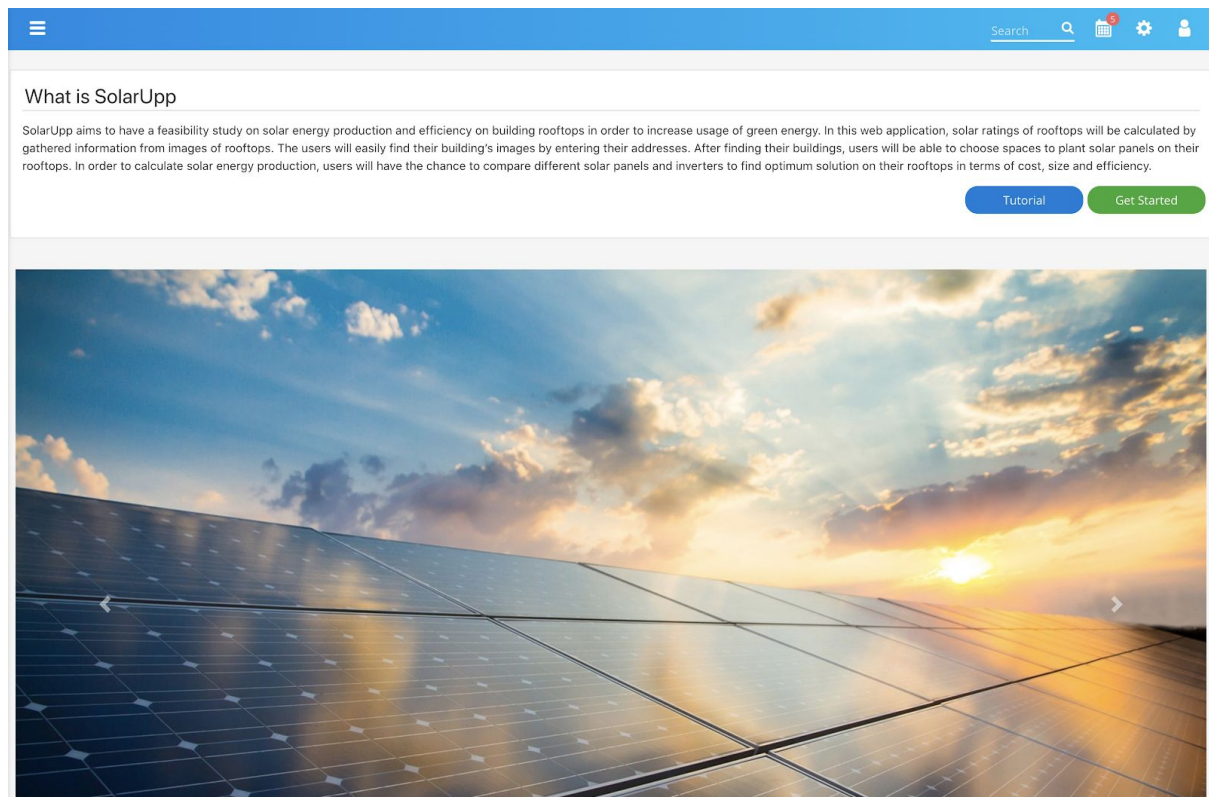 Search
5
What is SolarUpp
SolarUpp aims to have a feasibility study on solar energy production and efficiency on building rooftops in order to increase usage of green energy. In this web application, solar ratings of rooftops will be calculated by
gathered information from images of rooftops. The users will easily find their building's images by entering their addresses. After finding their buildings, users will be able to choose spaces to plant solar panels on their
rooftops. In order to calculate solar energy production, users will have the chance to compare different solar panels and inverters to find optimum solution on their rooftops in terms of cost, size and efficiency.
Tutorial
Get Started